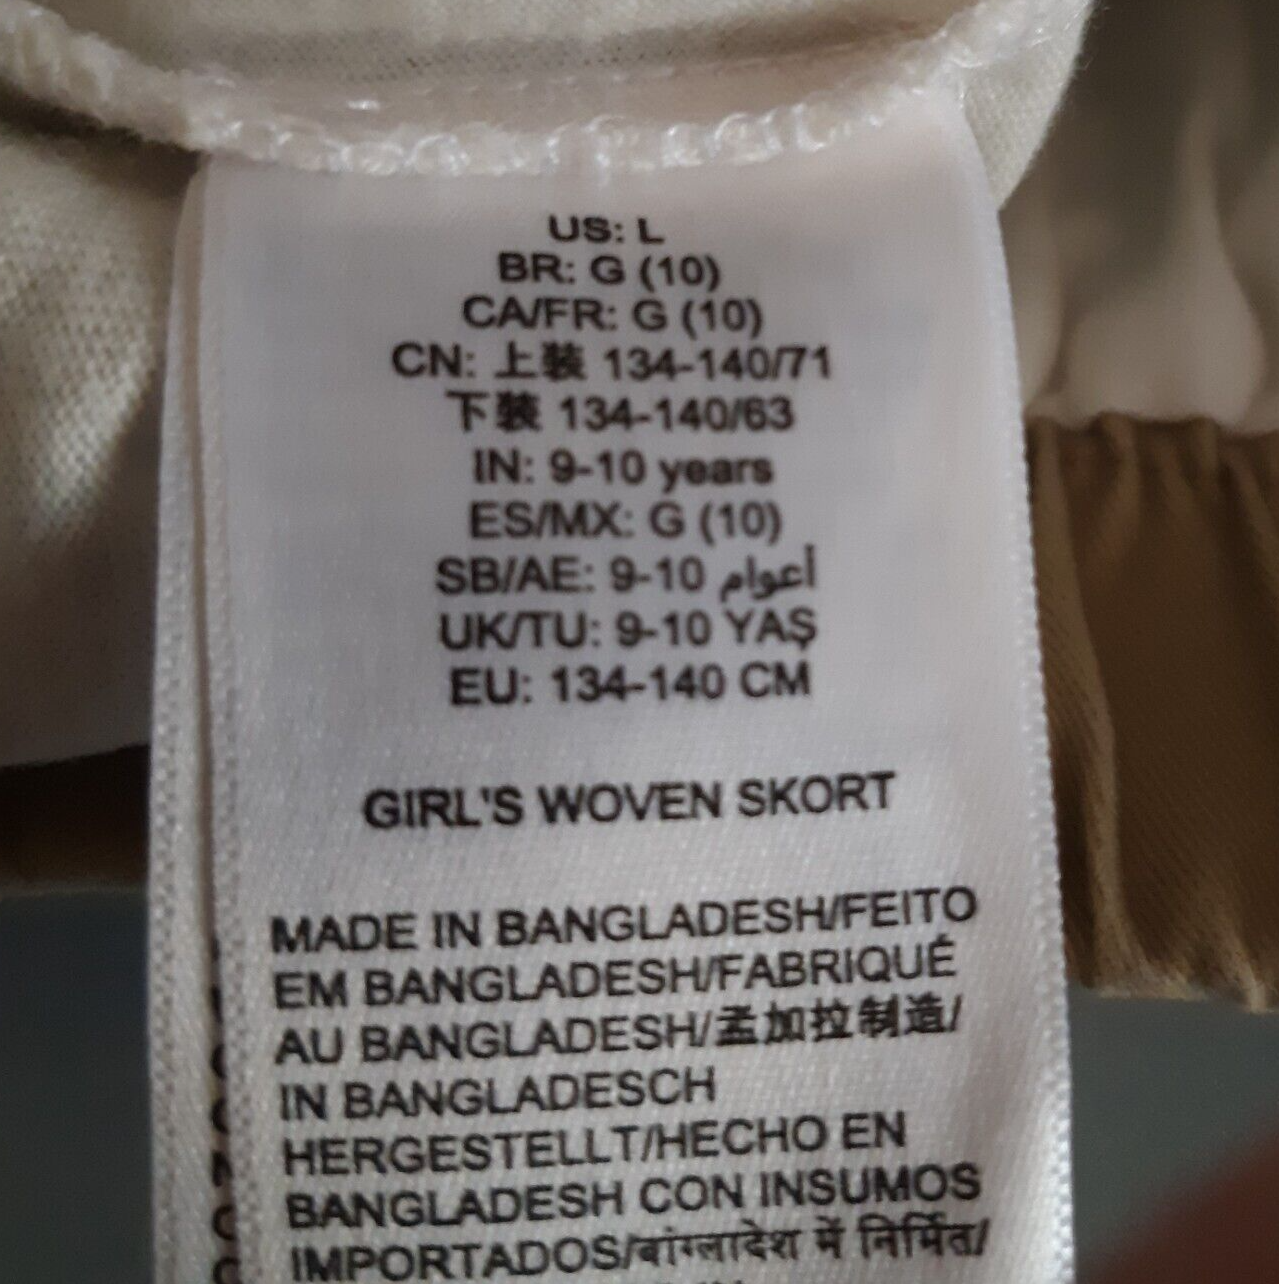 US: L
BR: G (10)
CA/FR: G (10)
CN: 上装 134-140/71
下装 134-140/63
IN: 9-10 years
ES/MX: G (10)
SB/AE: 9-10 أعوام
UK/TU: 9-10 YAŞ
EU: 134-140 CM
GIRL'S WOVEN SKORT
MADE IN BANGLADESH/FEITO
EM BANGLADESH/FABRIQUÉ
AU BANGLADESH/孟加拉制造/
IN BANGLADESCH
HERGESTELLT/HECHO EN
BANGLADESH CON INSUMOS
IMPORTADOS/बांग्लादेश में निर्मित/